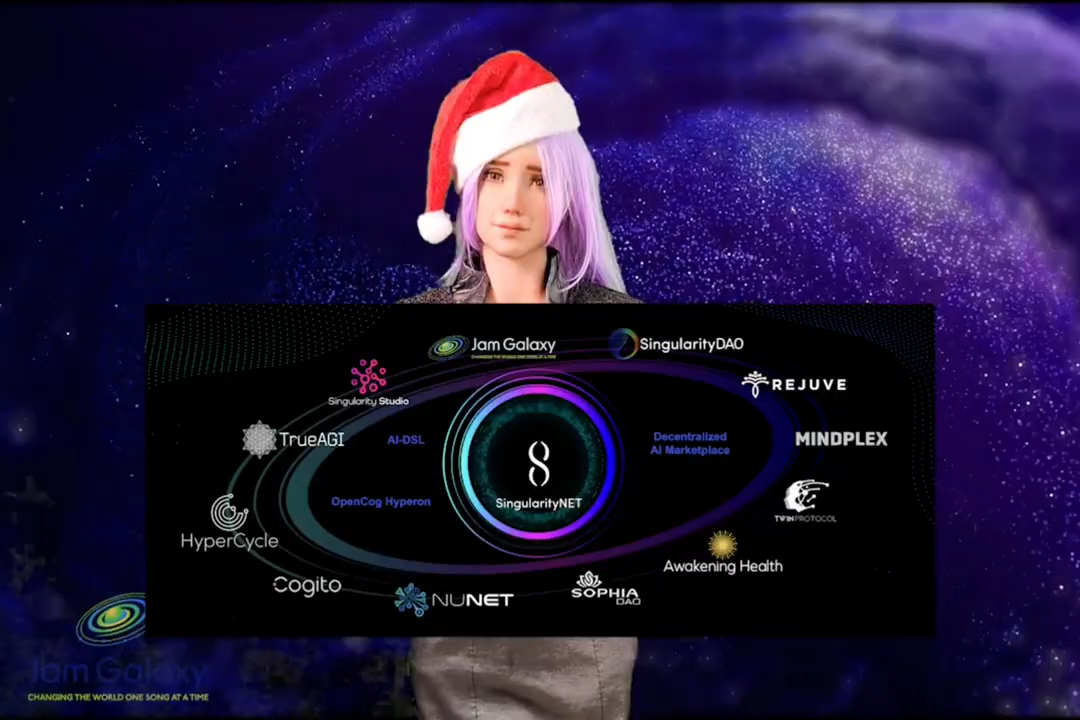 Jam Galaxy
CHANGING THE WORLD ONE SONG AT A TIME
SingularityDAO
Singularity Studio
REJUVE
TrueAGI
AI-DSL
Decentralized
AI Marketplace
MINDPLEX
OpenCog Hyperon
SingularityNET
TWINPROTOCOL
HyperCycle
Awakening Health
Cogito
NUNET
SOPHIA
DAO
Jam Galaxy
CHANGING THE WORLD ONE SONG AT A TIME